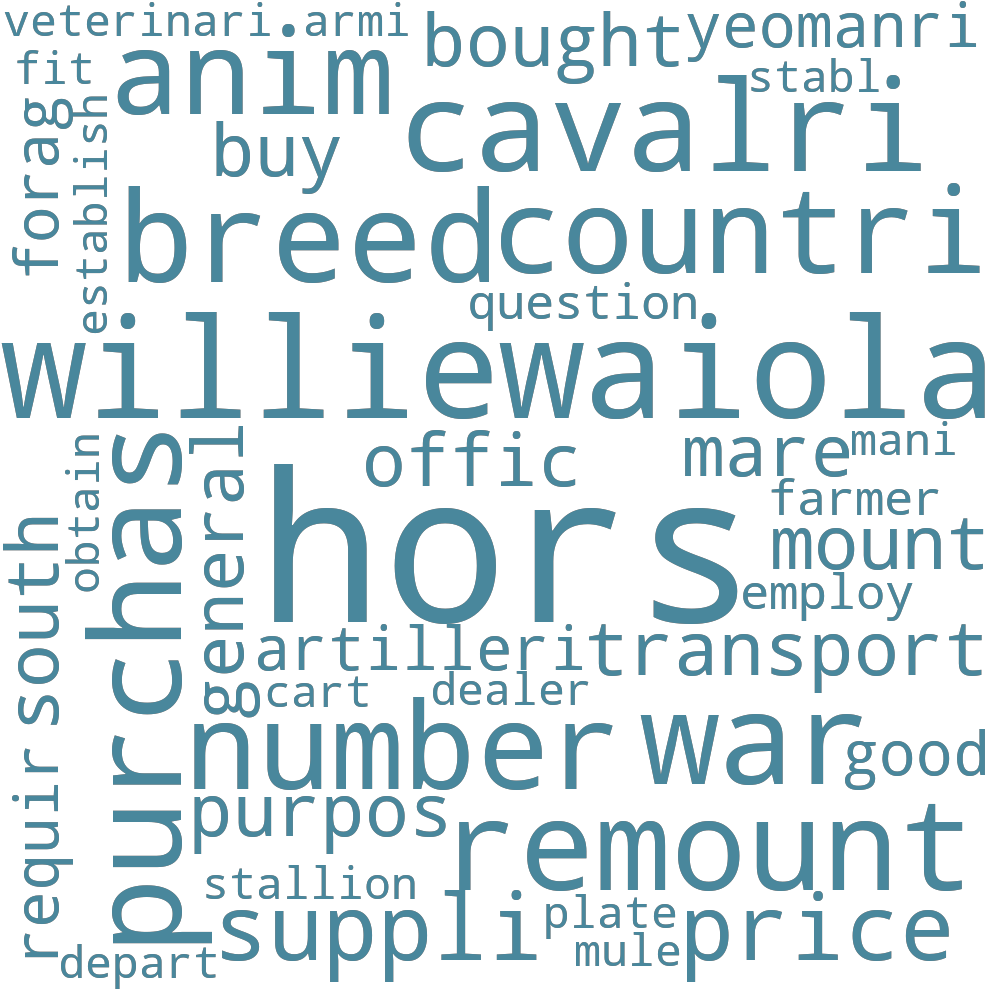 veterinari armi bought yeomanri
fit anim stabl
cavalri
forag establish buy
breed countri
question
williewaiola
obtain purchas general offic mare mani
hors farmer
south mount
employ
artilleri transport
cart dealer
number war good
requir purpos
remount
stallion
suppli plate price
depart mule